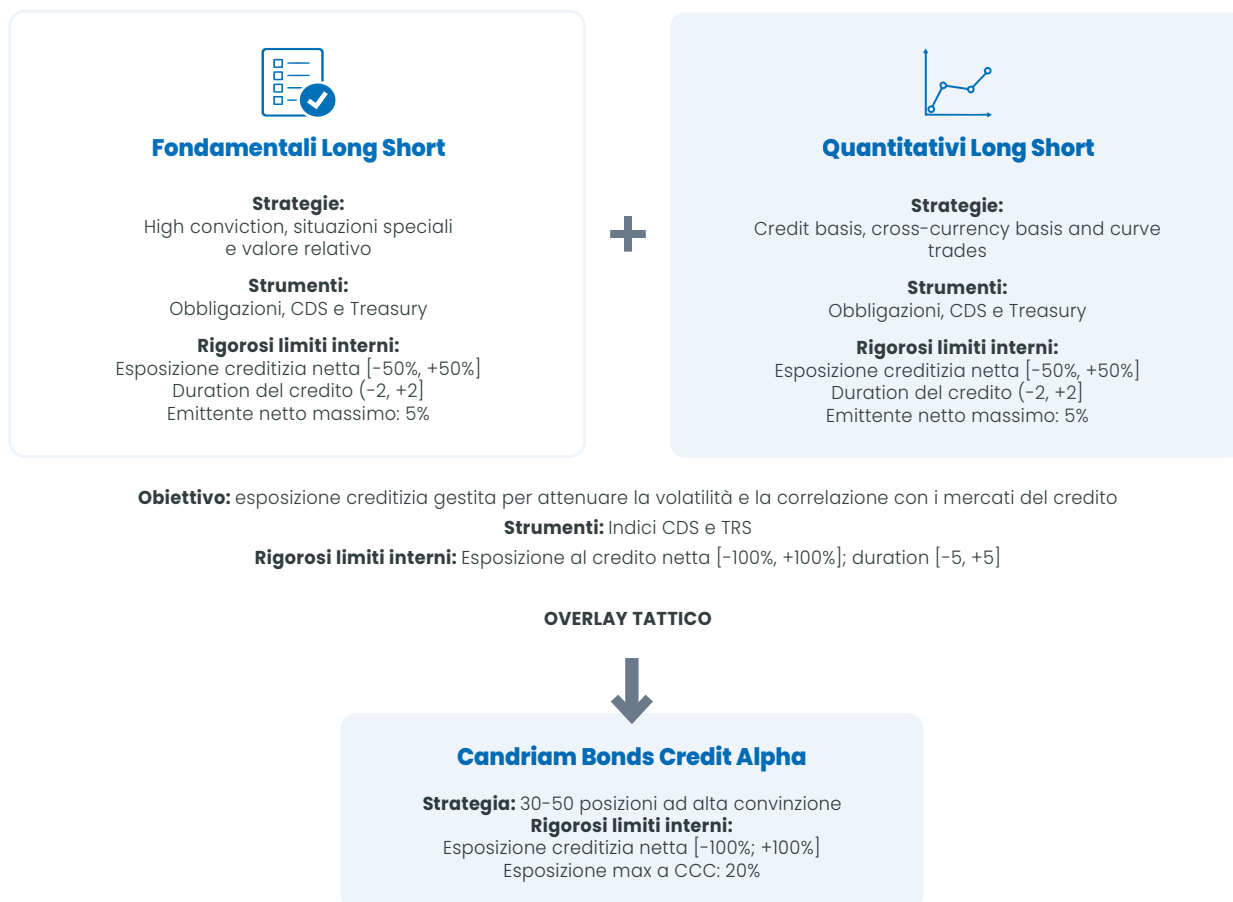 Fondamentali Long Short
Strategie:
High conviction, situazioni speciali
e valore relativo
Strumenti:
Obbligazioni, CDS e Treasury
Rigorosi limiti interni:
Esposizione creditizia netta [-50%, +50%]
Duration del credito (-2, +2]
Emittente netto massimo: 5%
Quantitativi Long Short
Strategie:
Credit basis, cross-currency basis and curve
trades
Strumenti:
Obbligazioni, CDS e Treasury
Rigorosi limiti interni:
Esposizione creditizia netta [-50%, +50%]
Duration del credito (-2, +2]
Emittente netto massimo: 5%
Obiettivo: esposizione creditizia gestita per attenuare la volatilità e la correlazione con i mercati del credito
Strumenti: Indici CDS e TRS
Rigorosi limiti interni: Esposizione al credito netta [-100%, +100%]; duration [-5, +5]
OVERLAY TATTICO
Candriam Bonds Credit Alpha
Strategia: 30-50 posizioni ad alta convinzione
Rigorosi limiti interni:
Esposizione creditizia netta [-100%; +100%]
Esposizione max a CCC: 20%